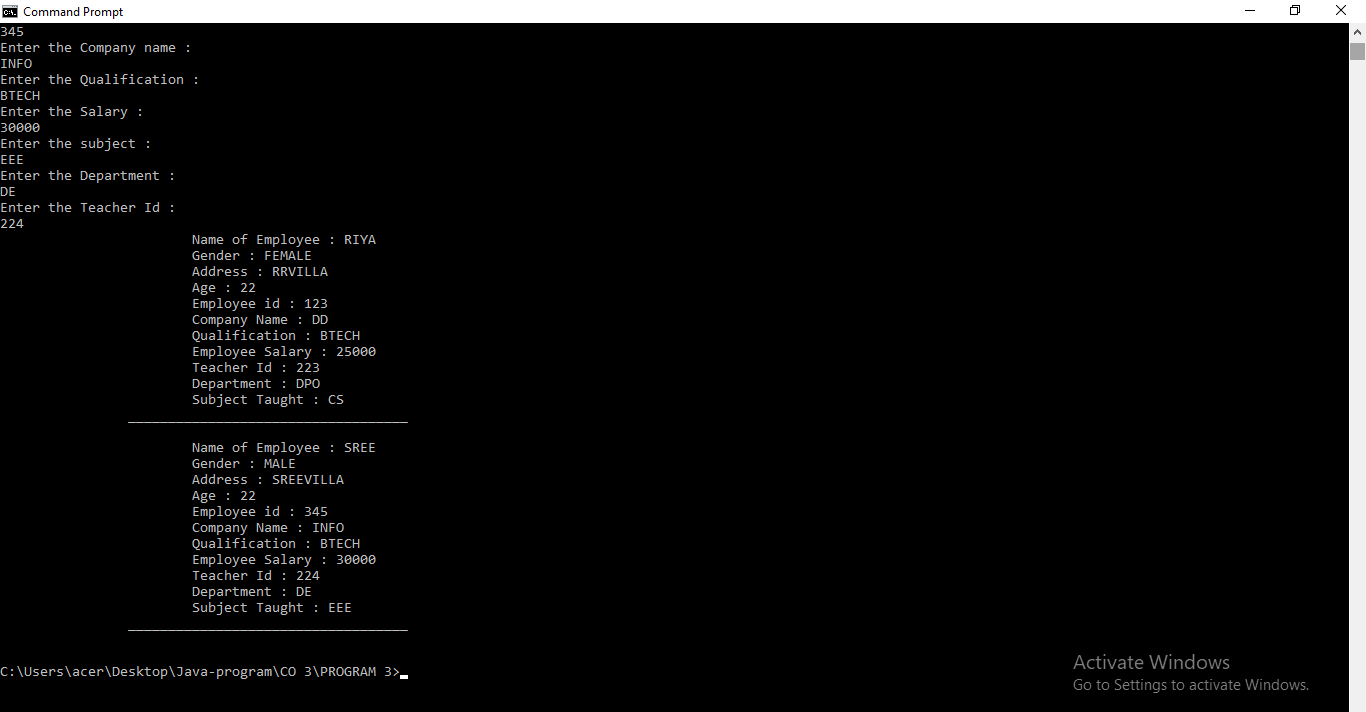 Command Prompt
345
Enter the Company name :
INFO
Enter the Qualification :
BTECH
Enter the Salary :
30000
Enter the subject :
EEE
Enter the Department :
DE
Enter the Teacher Id :
224
Name of Employee : RIYA
Gender : FEMALE
Address : RRVILLA
Age : 22
Employee id : 123
Company Name : DD
Qualification : BTECH
Employee Salary : 25000
Teacher Id : 223
Department : DPO
Subject Taught : CS
___________________________________
Name of Employee : SREE
Gender : MALE
Address : SREEVILLA
Age : 22
Employee id : 345
Company Name : INFO
Qualification : BTECH
Employee Salary : 30000
Teacher Id : 224
Department : DE
Subject Taught : EEE
___________________________________
C:\Users\acer\Desktop\Java-program\CO 3\PROGRAM 3>
Activate Windows
Go to Settings to activate Windows.